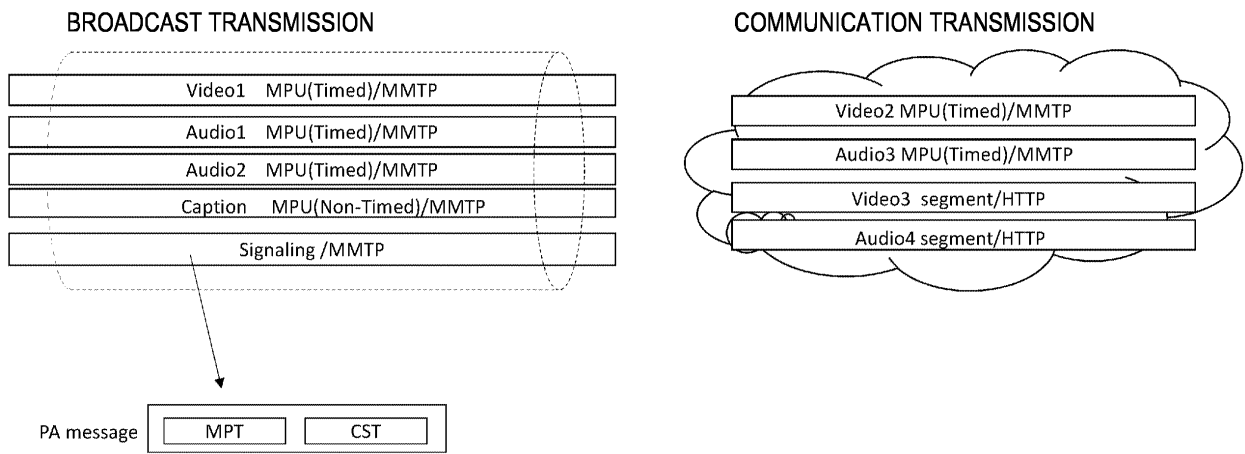 BROADCAST TRANSMISSION
Video1 MPU(Timed)/MMTP
Audio1 MPU(Timed)/MMTP
Audio2 MPU(Timed)/MMTP
Caption MPU(Non-Timed)/MMTP
Signaling /MMTP
PA message
MPT
CST
COMMUNICATION TRANSMISSION
Video2 MPU(Timed)/MMTP
Audio3 MPU(Timed)/MMTP
Video3 segment/HTTP
Audio4 segment/HTTP